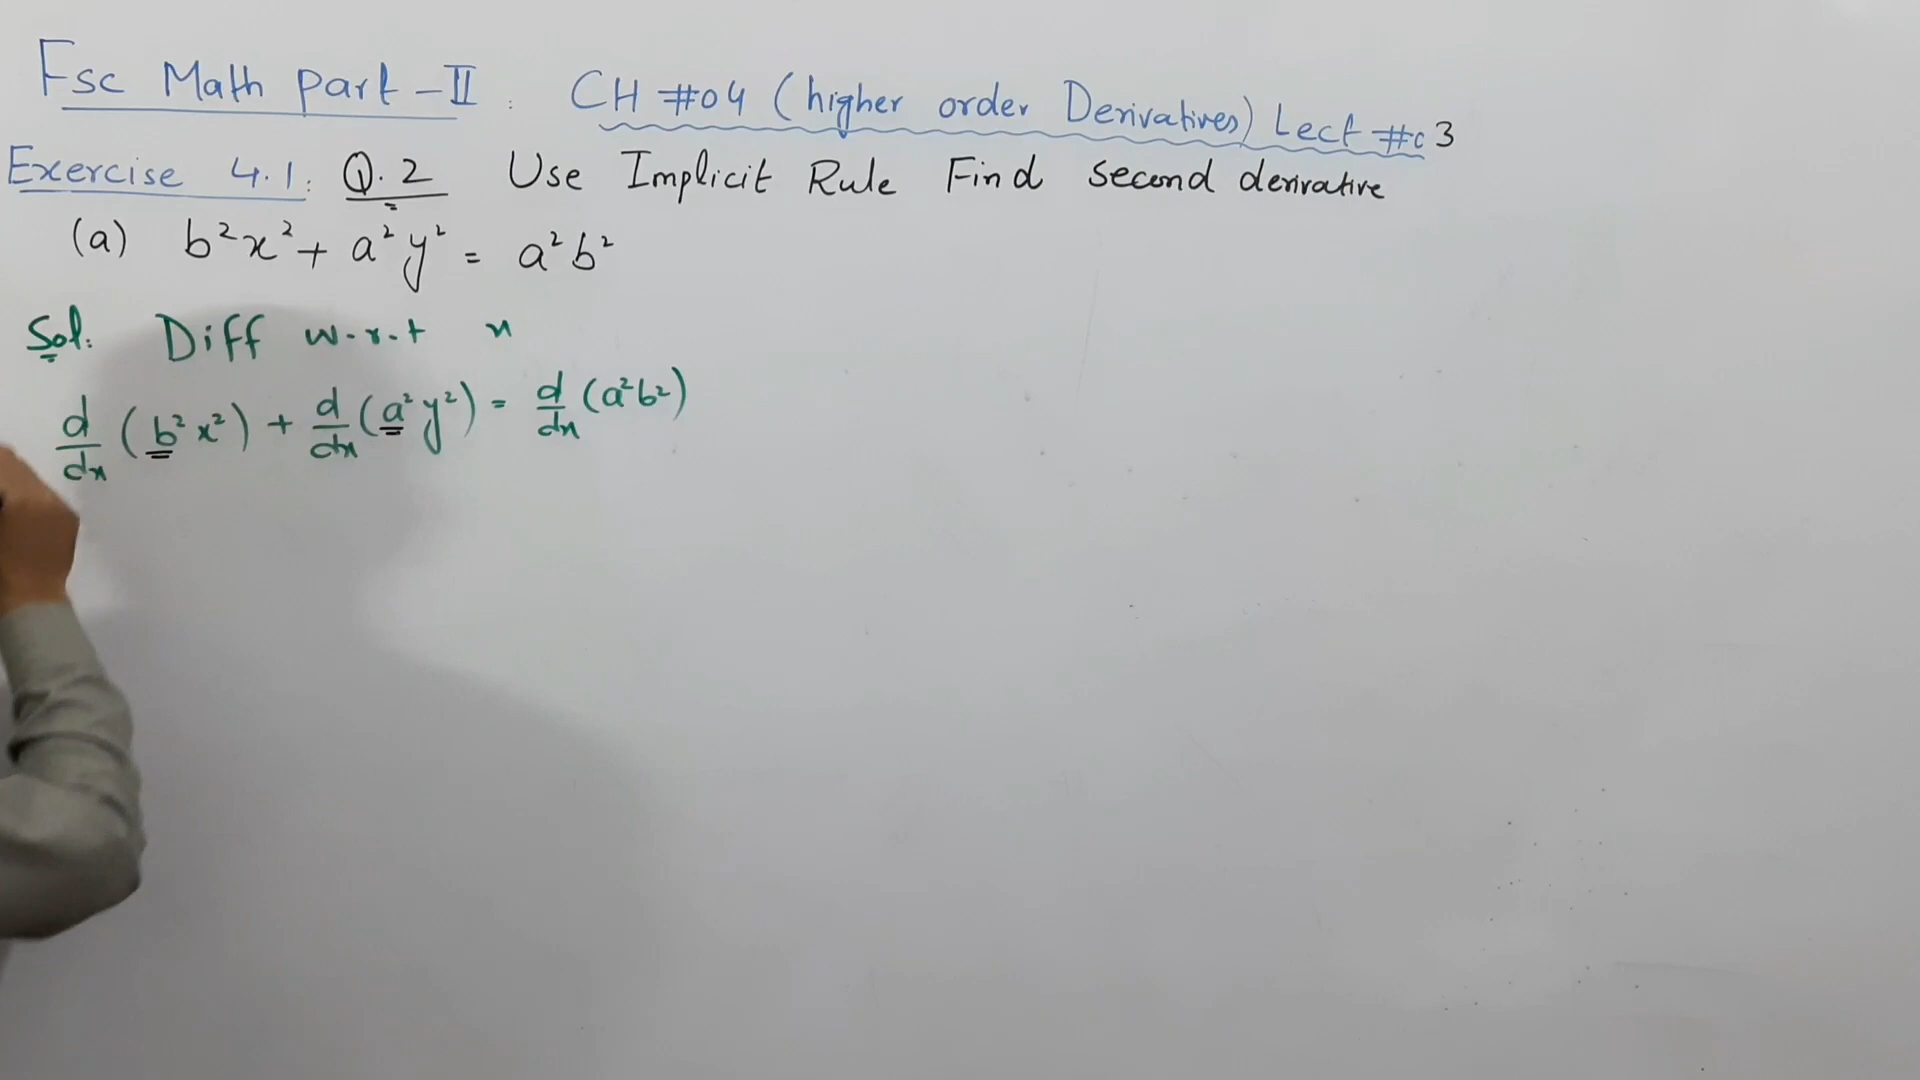 Fsc Math part-II : CH #04 (higher order Derivatives) Lect #03
Exercise 4.1: Q.2 Use Implicit Rule Find second derivative
(a) b²x² + a²y² = a²b²
Sol: Diff w.r.t x
d/dx (b²x²) + d/dx (a²y²) = d/dx (a²b²)